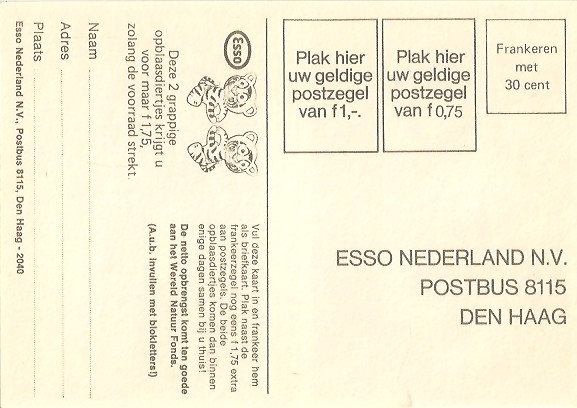 Esso
Deze 2 grappige
opblaasdiertjes krijgt u
voor maar f 1,75,
zolang de voorraad strekt.
Naam
Adres
Plaats
Esso Nederland N.V., Postbus 8115, Den Haag - 2040
Vul deze kaart in en frankeer hem
als briefkaart. Plak naast de
frankeerzegel nog eens f 1,75 extra
aan postzegels. De beide
opblaasdiertjes komen dan binnen
enige dagen samen bij u thuis!
De netto opbrengst komt ten goede
aan het Wereld Natuur Fonds.
(A.u.b. invullen met blokletters!)
Plak hier
uw geldige
postzegel
van f 1,-.
Plak hier
uw geldige
postzegel
van f 0,75
Frankeren
met
30 cent
ESSO NEDERLAND N.V.
POSTBUS 8115
DEN HAAG